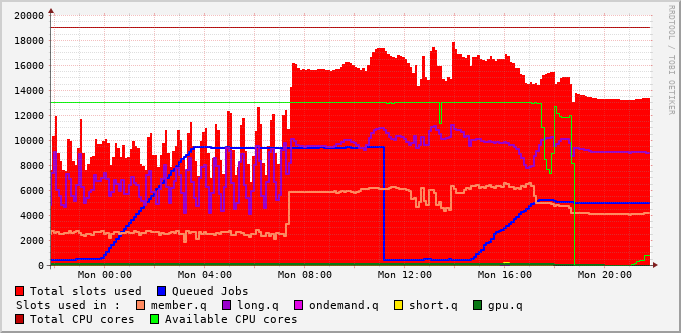 20000
18000
16000
14000
12000
10000
8000
6000
4000
2000
0
Mon 00:00 Mon 04:00 Mon 08:00 Mon 12:00 Mon 16:00 Mon 20:00
RRDTOOL / TOBI OETIKER
Total slots used Queued Jobs
Slots used in : member.q long.q ondemand.q short.q gpu.q
Total CPU cores Available CPU cores